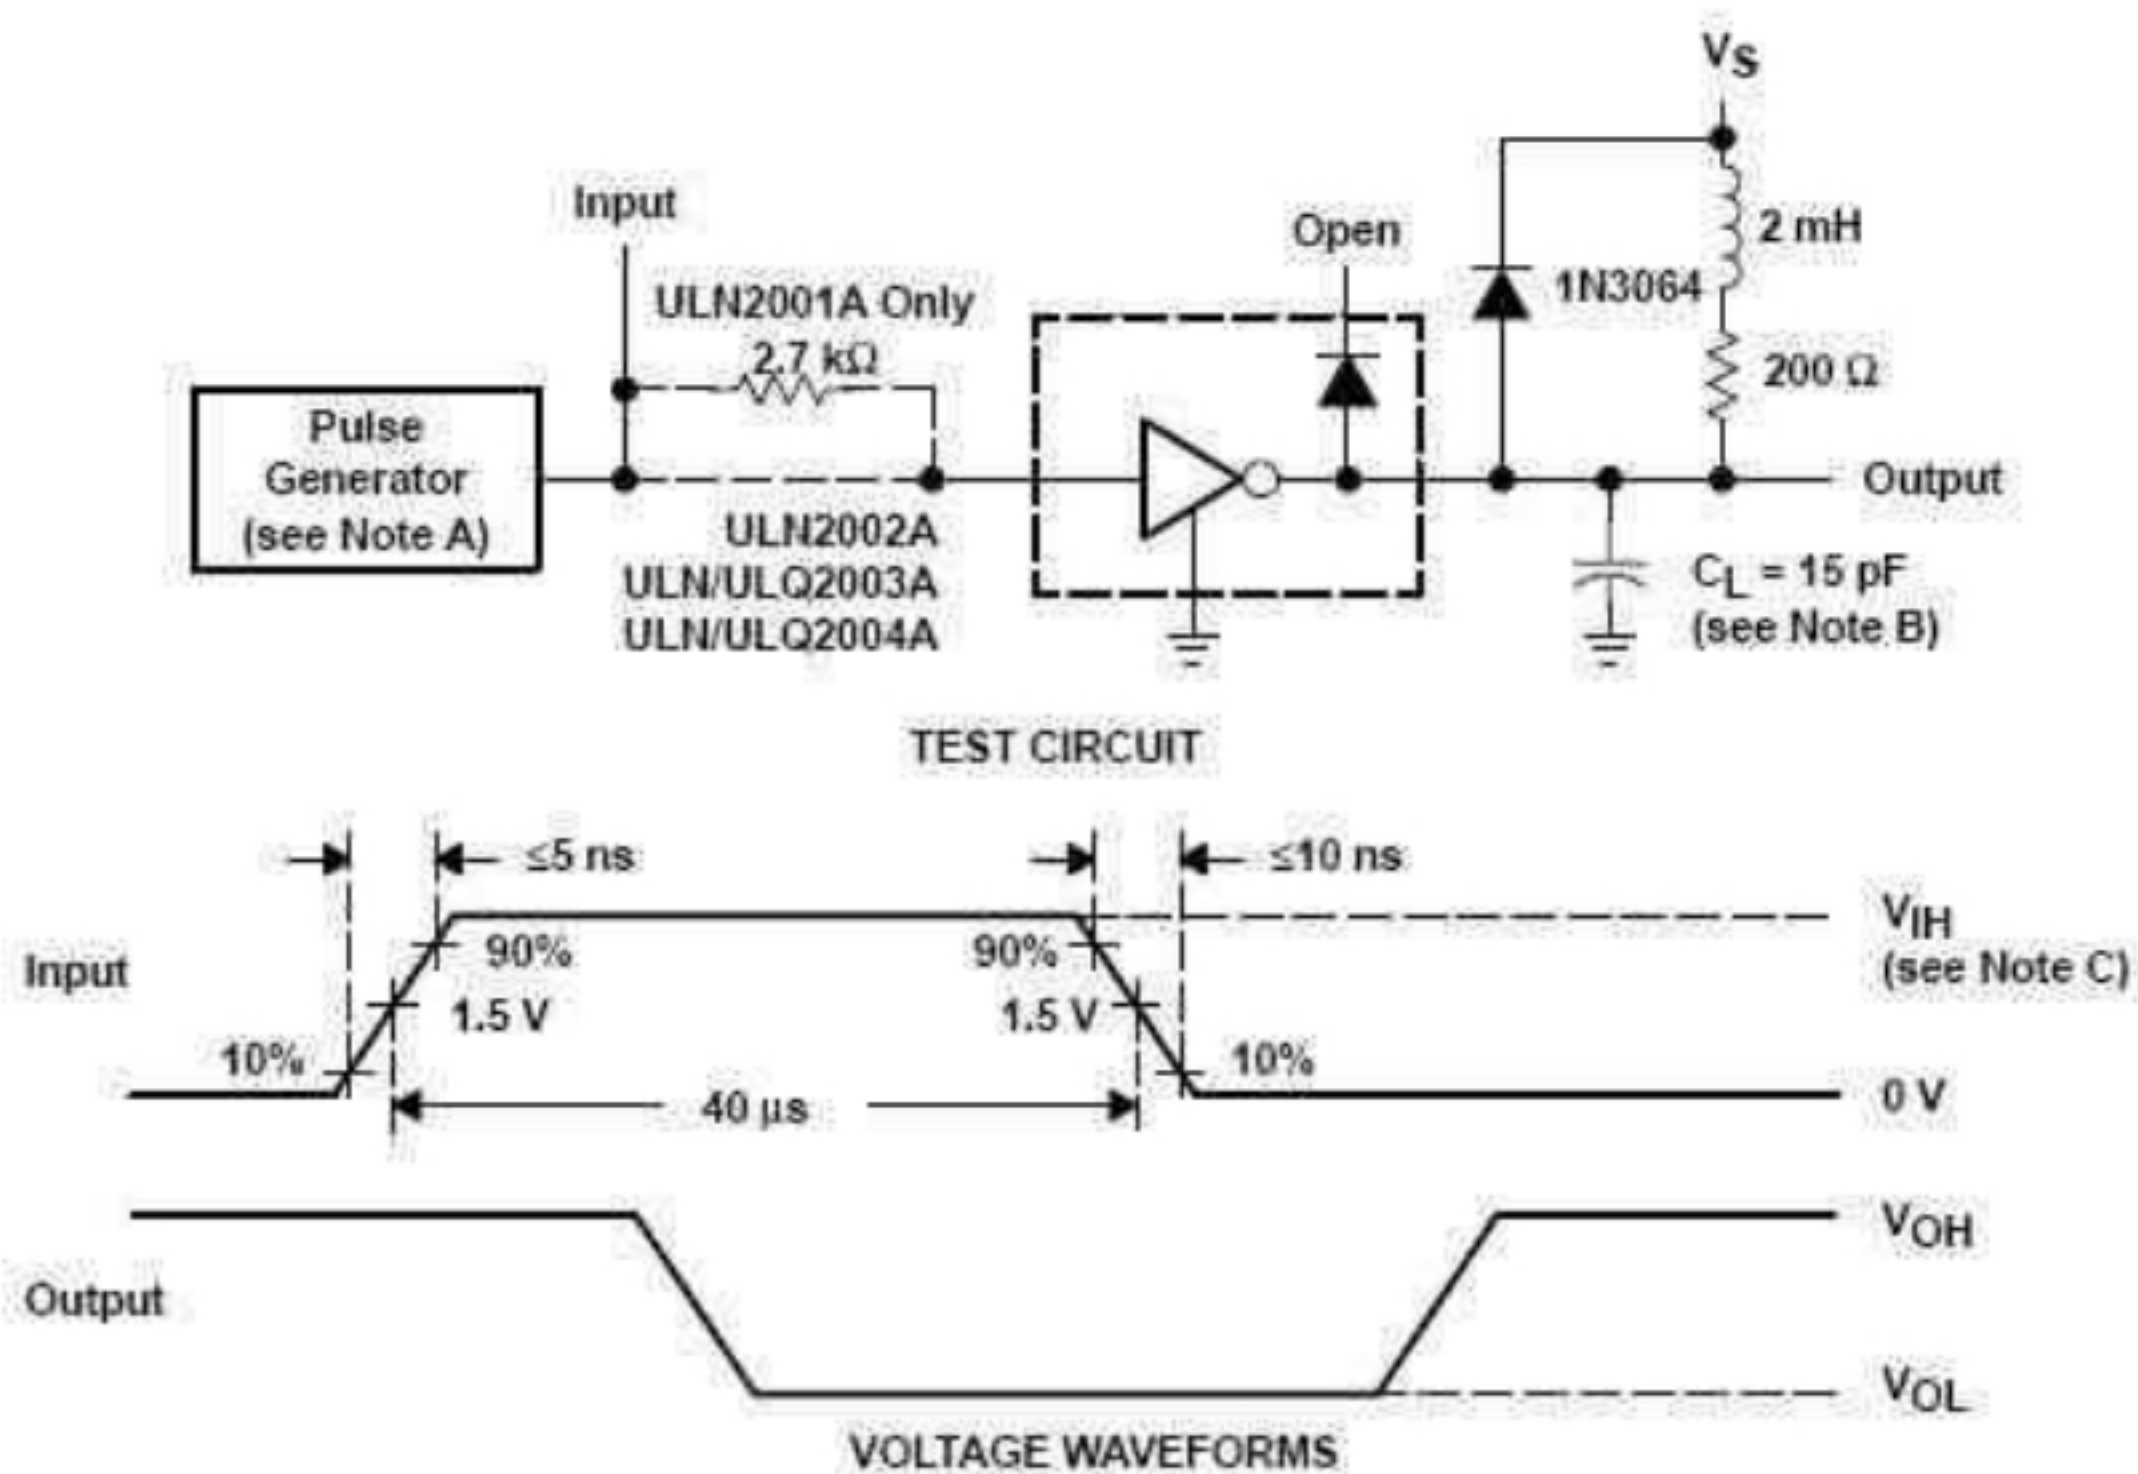 VS
Input
2 mH
Open
1N3064
ULN2001A Only
2.7 kΩ
200 Ω
Pulse
Generator
(see Note A)
Output
ULN2002A
ULN/ULQ2003A
ULN/ULQ2004A
CL = 15 pF
(see Note B)
TEST CIRCUIT
≤5 ns
≤10 ns
VIH
(see Note C)
Input
90%
90%
1.5 V
1.5 V
10%
10%
40 µs
0 V
VOH
Output
VOL
VOLTAGE WAVEFORMS